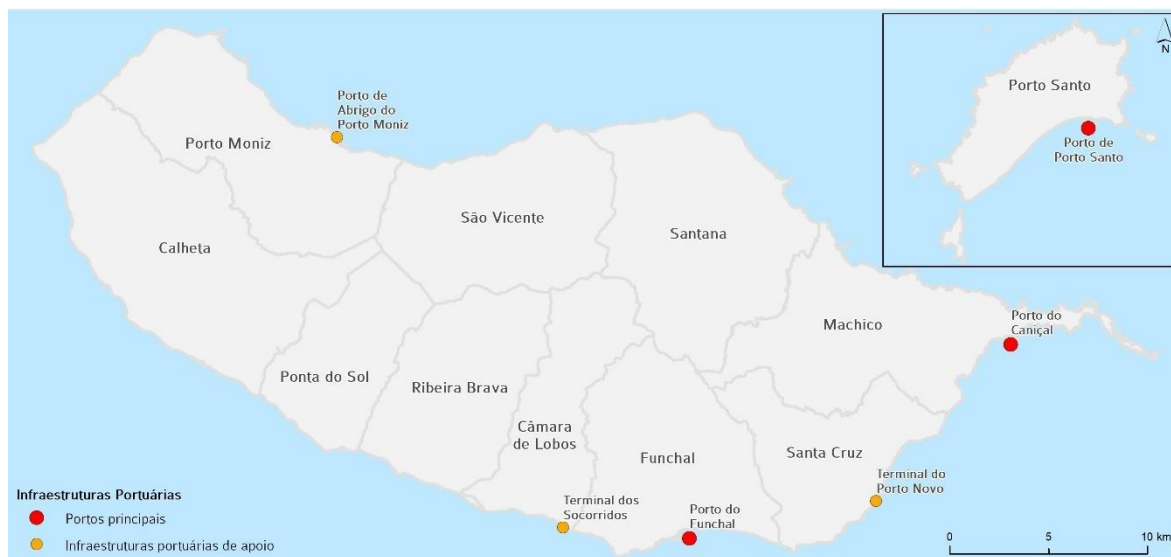 N
Porto Santo
Porto de
Porto Santo
Porto de
Abrigo do
Porto Moniz
Porto Moniz
São Vicente
Santana
Calheta
Machico
Porto do
Caniçal
Ponta do Sol
Ribeira Brava
Câmara
de Lobos
Funchal
Santa Cruz
Terminal do
Porto Novo
Terminal dos
Socorridos
Porto do
Funchal
Infraestruturas Portuárias
Portos principais
Infraestruturas portuárias de apoio
0 5 10 km